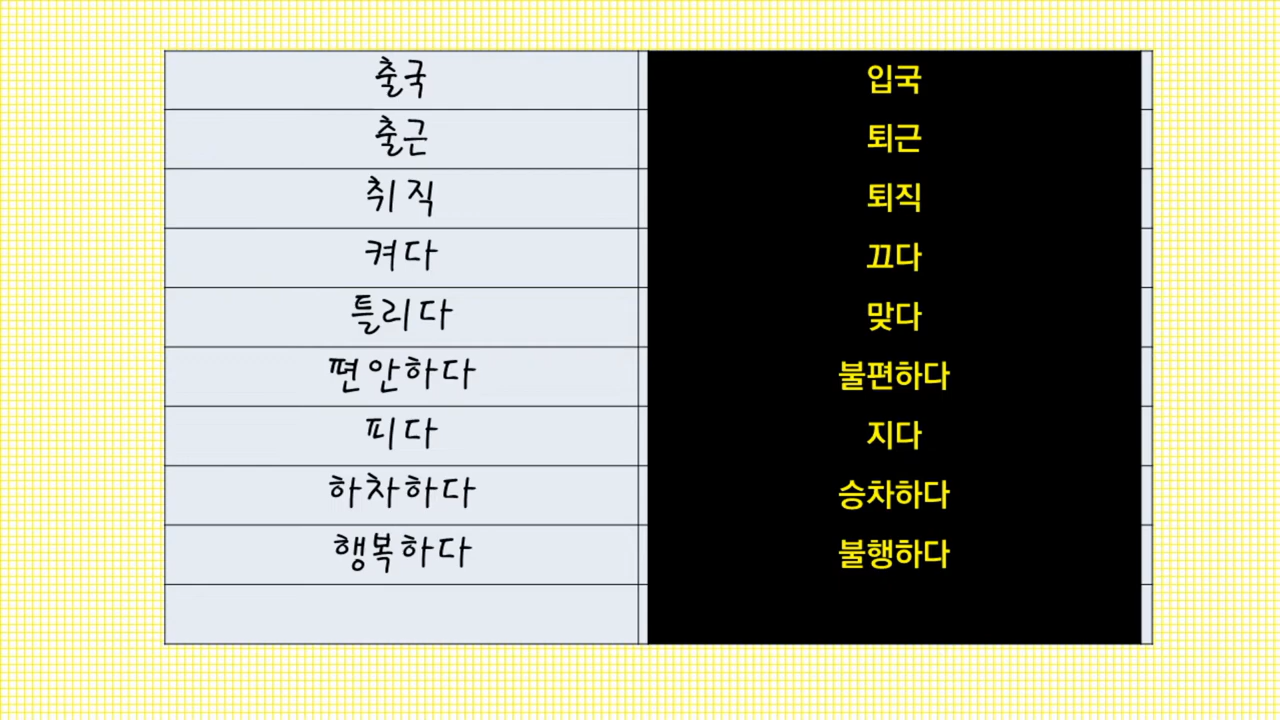 출국 입국
출근 퇴근
취직 퇴직
켜다 끄다
틀리다 맞다
편안하다 불편하다
피다 지다
하차하다 승차하다
행복하다 불행하다